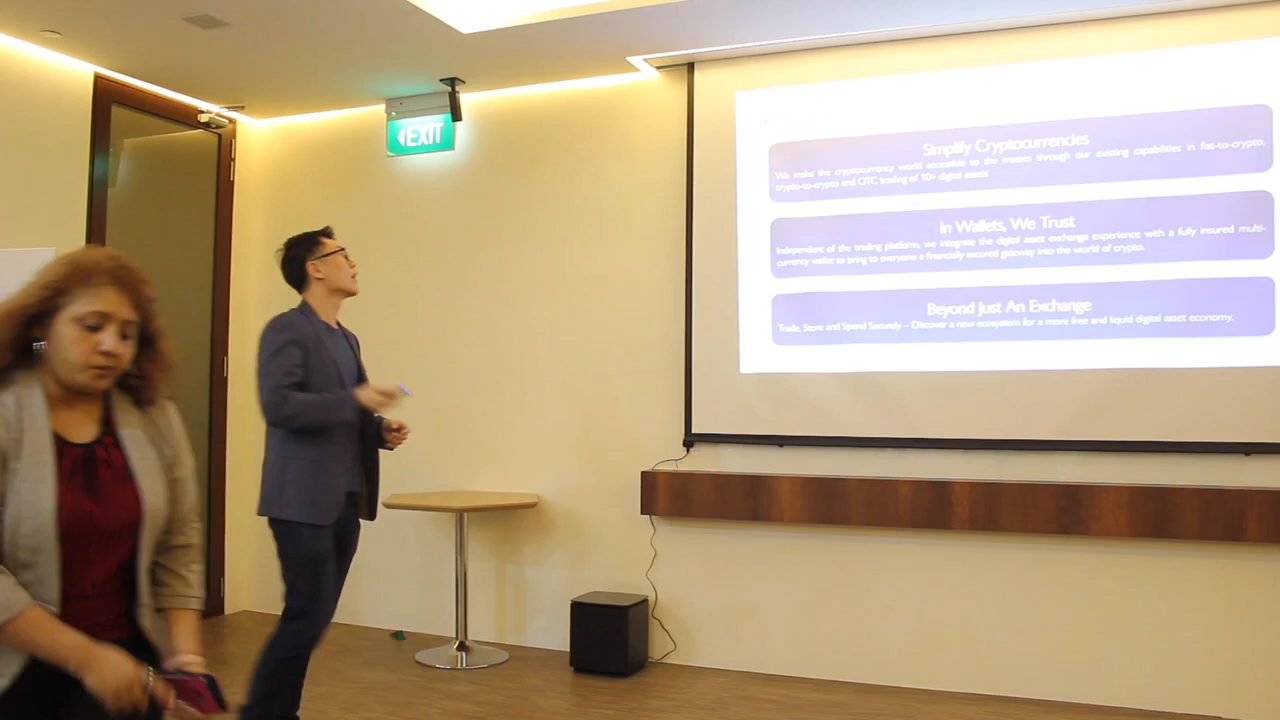 EXIT
Simplify Cryptocurrencies
We make the cryptocurrency world accessible to the masses through our existing capabilities in fiat-to-crypto,
crypto-to-crypto and OTC trading of 10+ digital assets
In Wallets, We Trust
Independent of the trading platform, we integrate the digital asset exchange experience with a fully insured multi-
currency wallet to bring to everyone a financially secured gateway into the world of crypto.
Beyond Just An Exchange
Trade, Store and Spend Securely – Discover a new ecosystem for a more free and liquid digital asset economy.